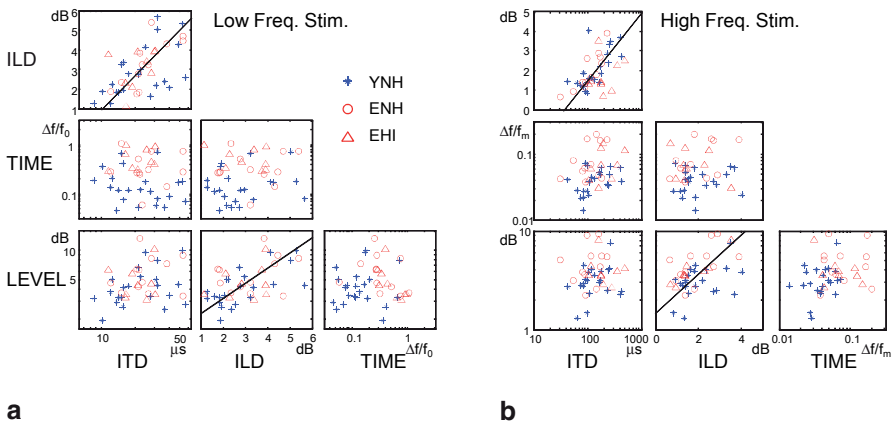 dB 6
5
4
3
2
1
ILD
Low Freq. Stim.
YNH
ENH
EHI
Δf/f0
1
0.1
TIME
dB
10
5
LEVEL
10 50
μs
ITD
1 2 3 4 5 6
dB
ILD
0.1 1
TIME Δf/f0
a
dB 5
4
3
2
1
0
ILD
High Freq. Stim.
Δf/fm
0.1
0.01
TIME
dB 10
1
LEVEL
10 100 1000
μs
ITD
0 2 4
dB
ILD
0.01 0.1
TIME Δf/fm
b